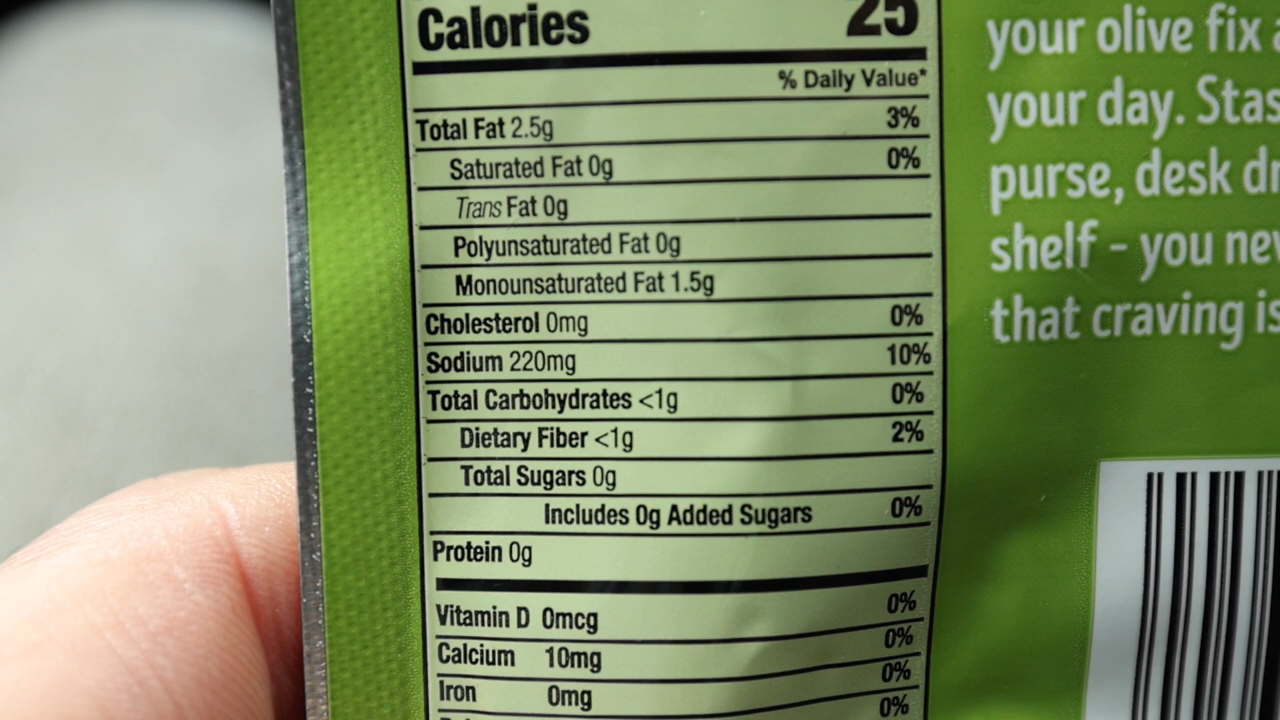 Calories 25
% Daily Value*
Total Fat 2.5g 3%
Saturated Fat 0g 0%
Trans Fat 0g
Polyunsaturated Fat 0g
Monounsaturated Fat 1.5g
Cholesterol 0mg 0%
Sodium 220mg 10%
Total Carbohydrates <1g 0%
Dietary Fiber <1g 2%
Total Sugars 0g
Includes 0g Added Sugars 0%
Protein 0g
Vitamin D 0mcg 0%
Calcium 10mg 0%
Iron 0mg 0%
0%
your olive fix
your day. Stas
purse, desk dr
shelf - you nev
that craving is